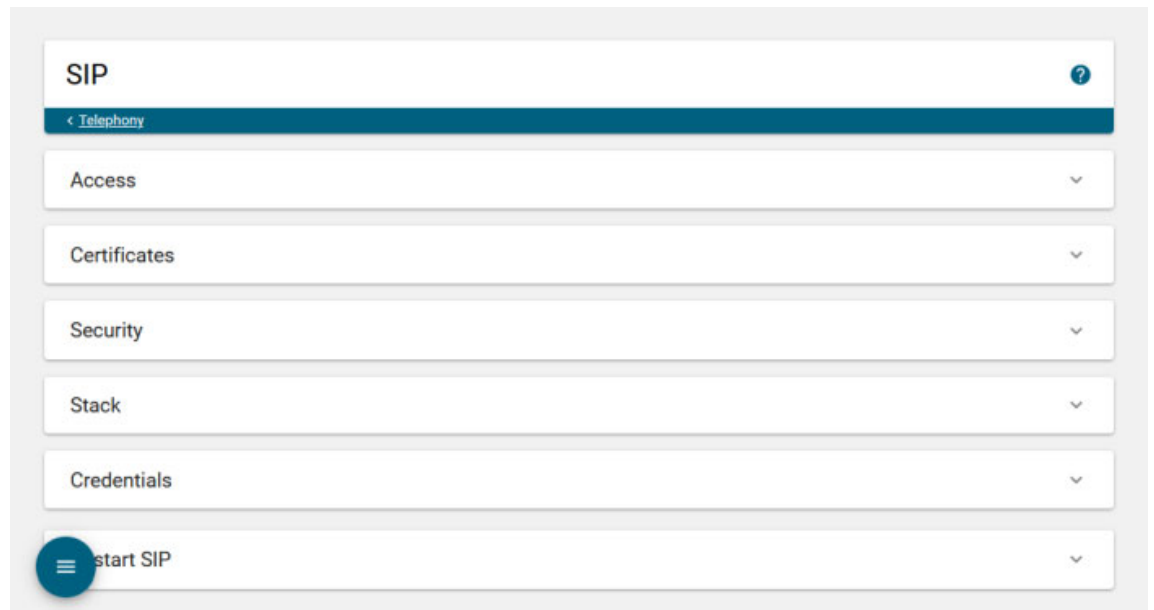 SIP
< Telephony
Access
Certificates
Security
Stack
Credentials
start SIP